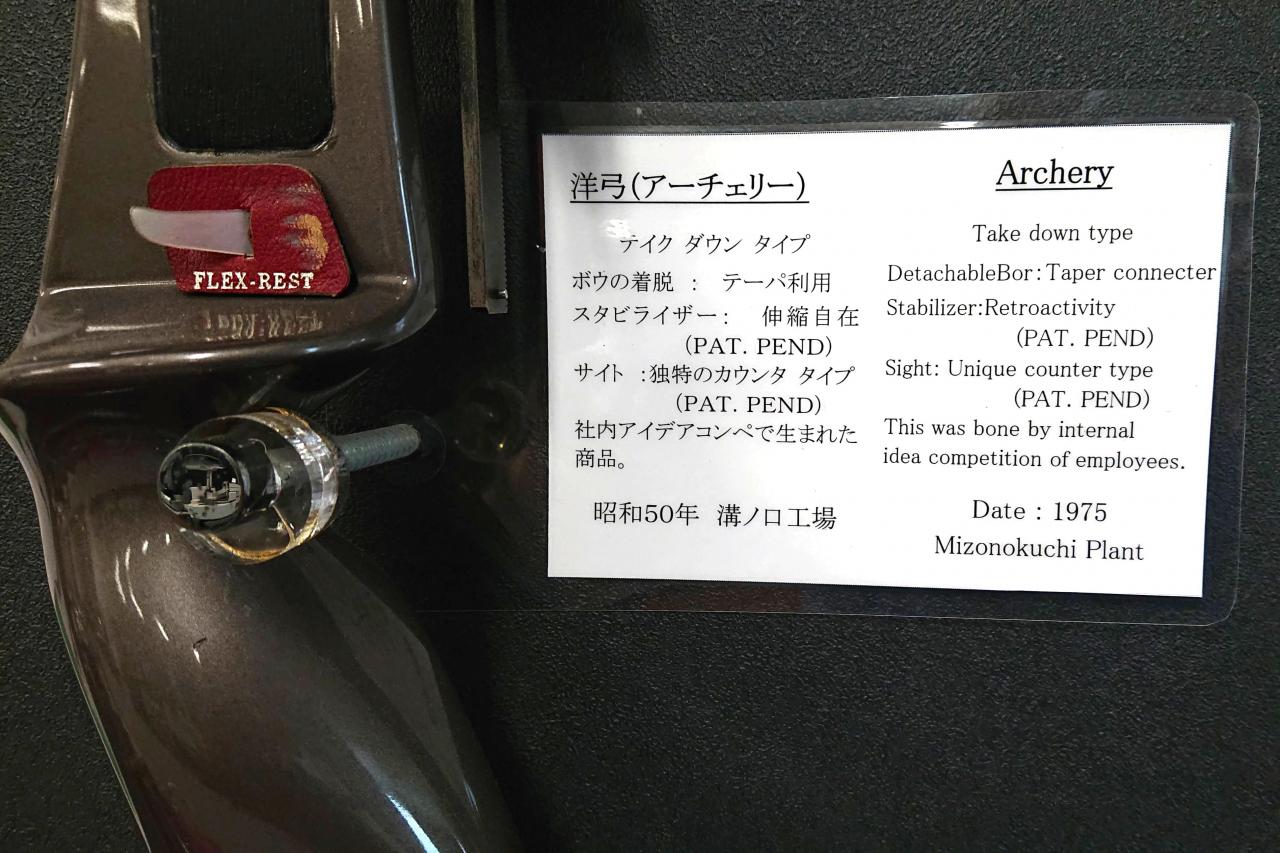 FLEX-REST
洋弓(アーチェリー)
テイク ダウン タイプ
ボウの着脱 : テーパ利用
スタビライザー: 伸縮自在
(PAT. PEND)
サイト :独特のカウンタ タイプ
(PAT. PEND)
社内アイデアコンペで生まれた
商品。
昭和50年 溝ノ口工場
Archery
Take down type
DetachableBor:Taper connecter
Stabilizer:Retroactivity
(PAT. PEND)
Sight: Unique counter type
(PAT. PEND)
This was bone by internal
idea competition of employees.
Date : 1975
Mizonokuchi Plant